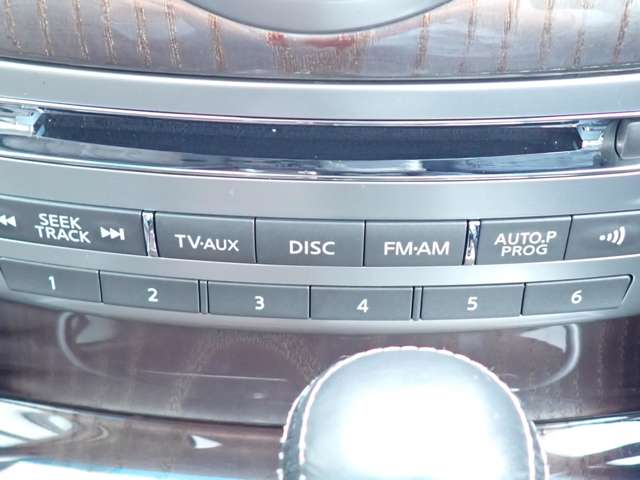 SEEK
TRACK
TV·AUX
DISC
FM·AM
AUTO.P
PROG
1
2
3
4
5
6